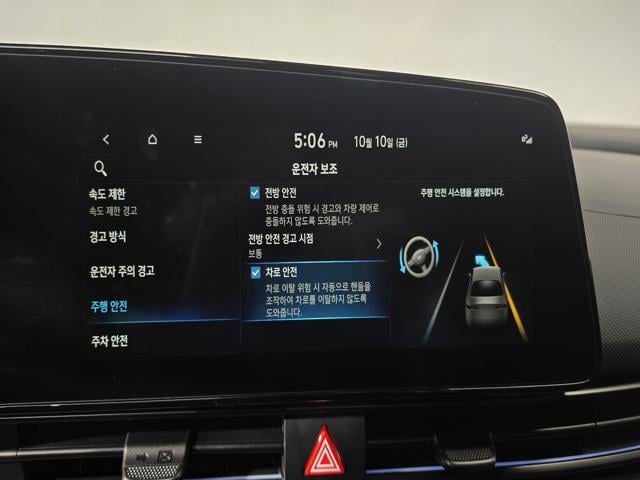 5:06 PM 10월 10일 (금)
운전자 보조
속도 제한
속도 제한 경고
경고 방식
운전자 주의 경고
주행 안전
주차 안전
전방 안전
전방 충돌 위험 시 경고와 차량 제어로
충돌하지 않도록 도와줍니다.
전방 안전 경고 시점
보통
차로 안전
차로 이탈 위험 시 자동으로 핸들을
조작하여 차로를 이탈하지 않도록
도와줍니다.
주행 안전 시스템을 설정합니다.